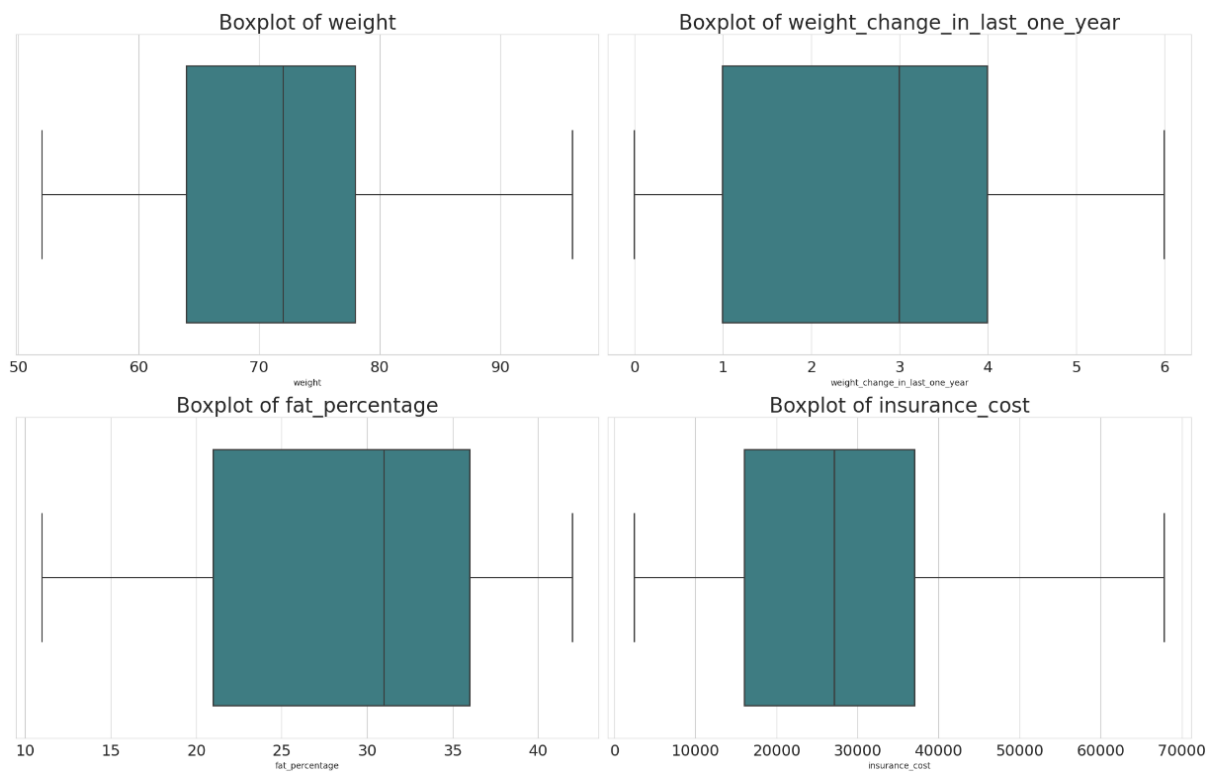 Boxplot of weight
50 60 70 80 90
weight
Boxplot of weight_change_in_last_one_year
0 1 2 3 4 5 6
weight_change_in_last_one_year
Boxplot of fat_percentage
10 15 20 25 30 35 40
fat_percentage
Boxplot of insurance_cost
0 10000 20000 30000 40000 50000 60000 70000
insurance_cost